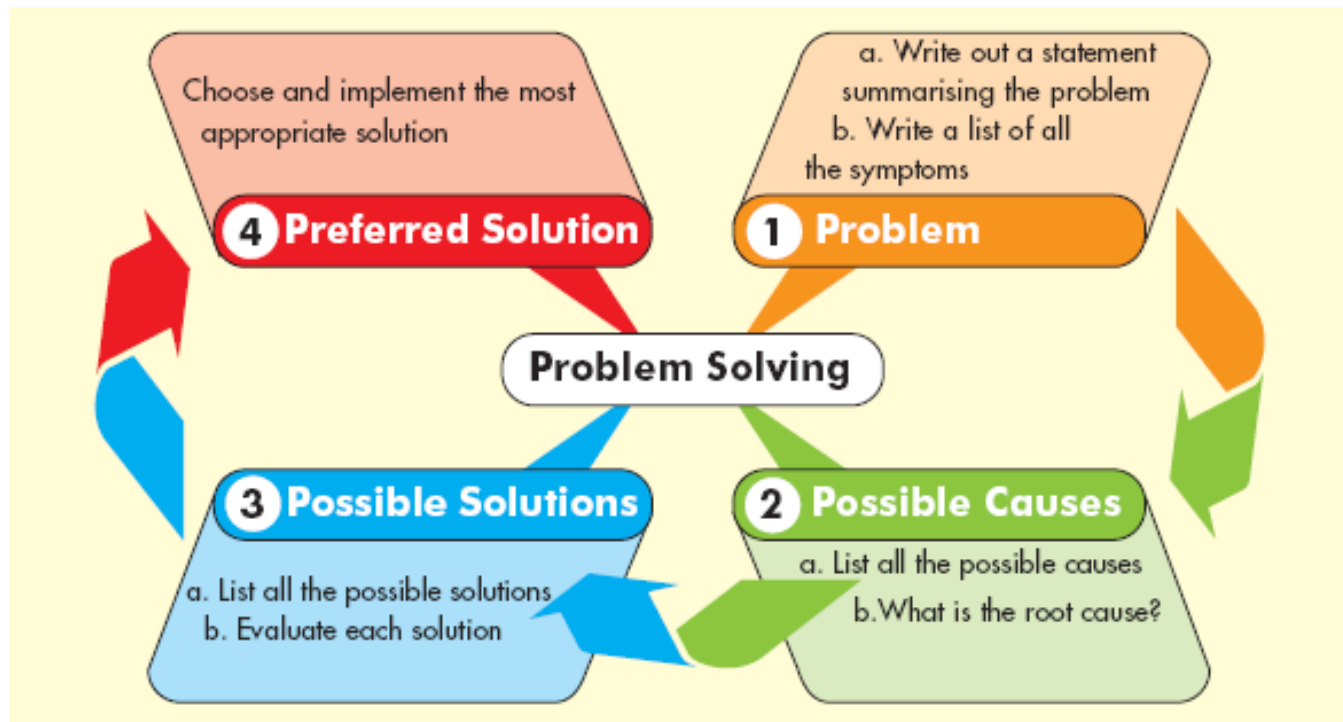 Choose and implement the most
appropriate solution
4 Preferred Solution
a. Write out a statement
summarising the problem
b. Write a list of all
the symptoms
1 Problem
Problem Solving
3 Possible Solutions
a. List all the possible solutions
b. Evaluate each solution
2 Possible Causes
a. List all the possible causes
b.What is the root cause?